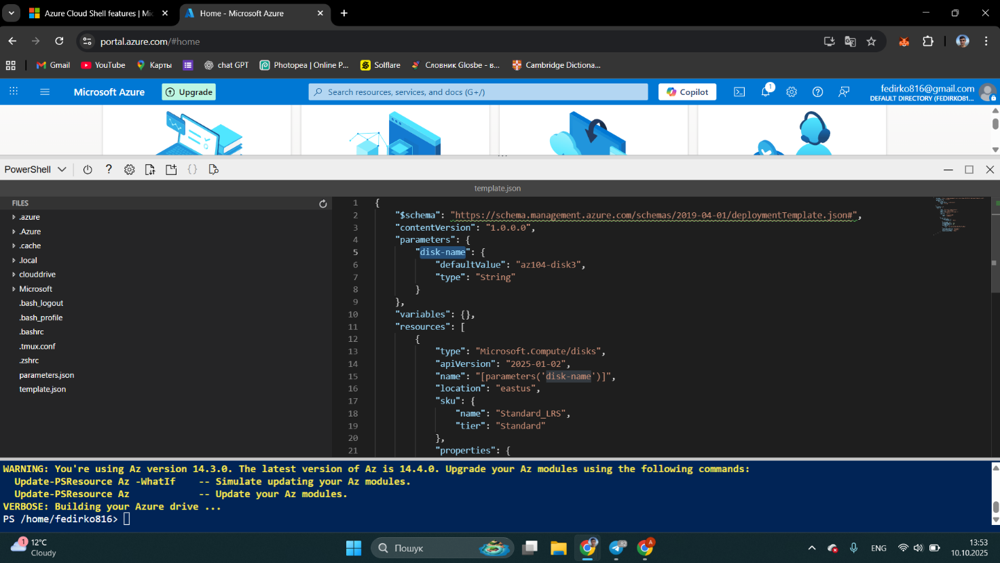 Azure Cloud Shell features | Mic
Home - Microsoft Azure
portal.azure.com/#home
Gmail
YouTube
Карты
chat GPT
Photopea | Online P...
Solflare
Словник Glosbe - в...
Cambridge Dictiona...
Microsoft Azure
Upgrade
Search resources, services, and docs (G+/)
Copilot
1
fedirko816@gmail.com
DEFAULT DIRECTORY (FEDIRKO81...
PowerShell
template.json
FILES
.azure
.Azure
.cache
.local
clouddrive
Microsoft
.bash_logout
.bash_profile
.bashrc
.tmux.conf
.zshrc
parameters.json
template.json
1 {
2 "$schema": "https://schema.management.azure.com/schemas/2019-04-01/deploymentTemplate.json#",
3 "contentVersion": "1.0.0.0",
4 "parameters": {
5 "disk-name": {
6 "defaultValue": "az104-disk3",
7 "type": "String"
8 }
9 },
10 "variables": {},
11 "resources": [
12 {
13 "type": "Microsoft.Compute/disks",
14 "apiVersion": "2025-01-02",
15 "name": "[parameters('disk-name')]",
16 "location": "eastus",
17 "sku": {
18 "name": "Standard_LRS",
19 "tier": "Standard"
20 },
21 "properties": {
WARNING: You're using Az version 14.3.0. The latest version of Az is 14.4.0. Upgrade your Az modules using the following commands:
Update-PSResource Az -WhatIf    -- Simulate updating your Az modules.
Update-PSResource Az            -- Update your Az modules.
VERBOSE: Building your Azure drive ...
PS /home/fedirko816>
1
12°C
Cloudy
Пошук
82
A
ENG
13:53
10.10.2025